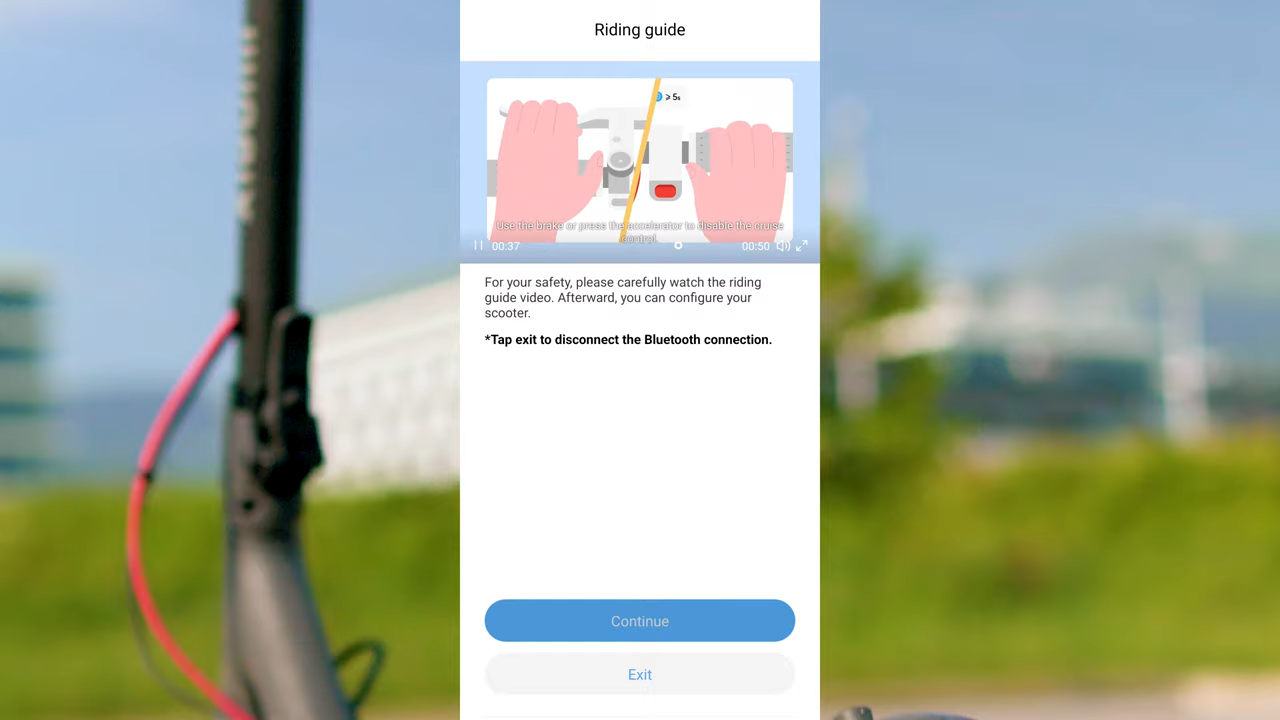 Riding guide
≥ 5s
Use the brake or press the accelerator to disable the cruise
control.
00:37
00:50
For your safety, please carefully watch the riding
guide video. Afterward, you can configure your
scooter.
*Tap exit to disconnect the Bluetooth connection.
Continue
Exit